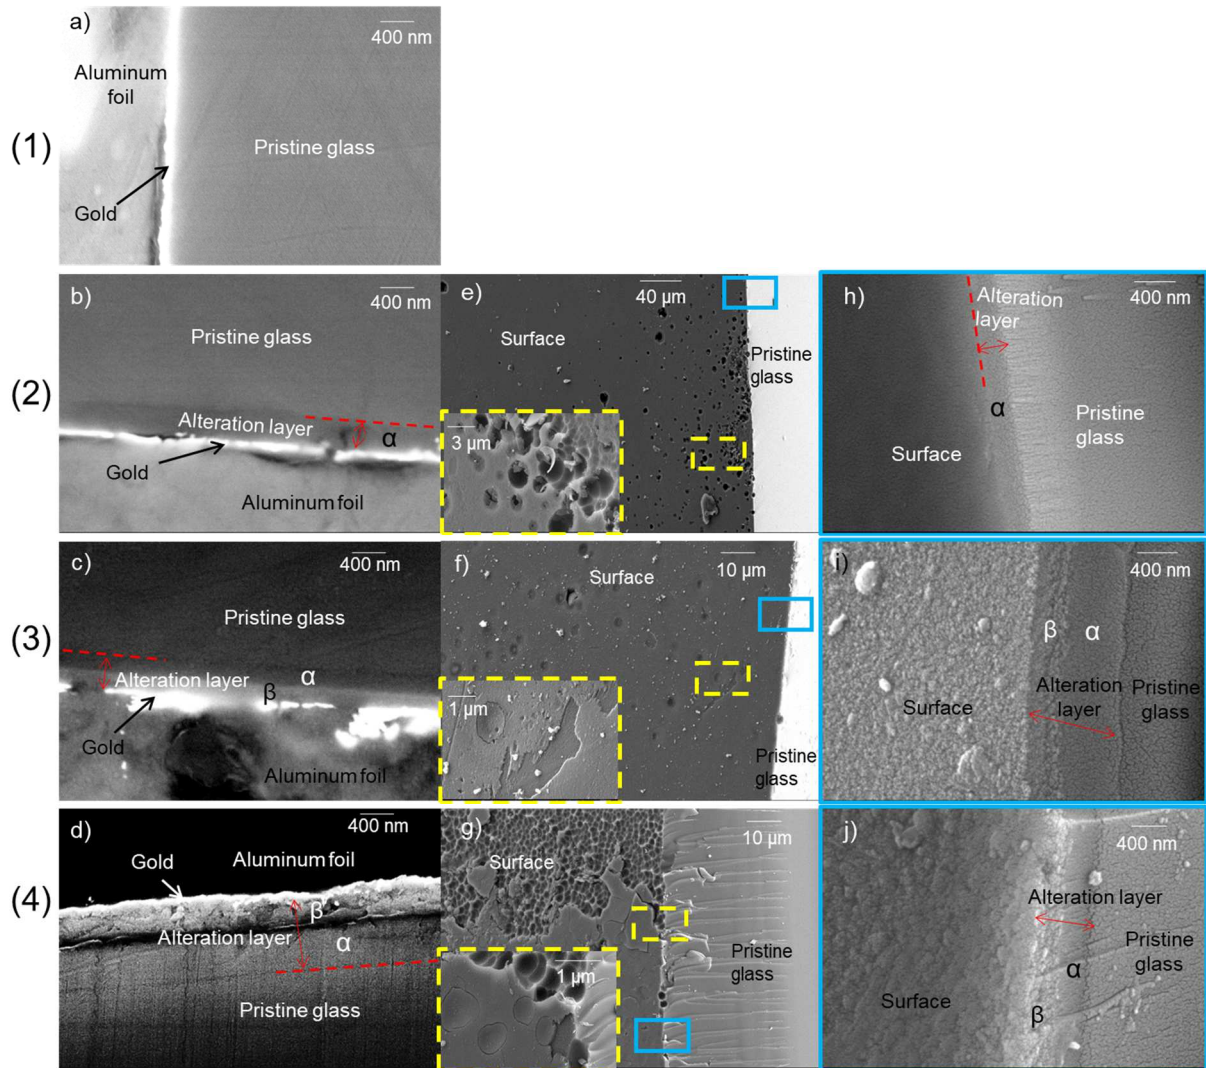 a)
400 nm
Aluminum
foil
(1)
Pristine glass
Gold
b)
400 nm
Pristine glass
(2)
Alteration layer
α
Gold
Aluminum foil
e)
40 µm
Surface
Pristine
glass
3 µm
h)
Alteration
layer
400 nm
α
Pristine
glass
Surface
c)
400 nm
Pristine glass
(3)
Alteration layer
α
β
Gold
Aluminum foil
f)
Surface
10 µm
1 µm
Pristine
glass
i)
400 nm
β
α
Alteration
layer
Pristine
glass
Surface
d)
400 nm
Gold
Aluminum foil
(4)
β
Alteration layer
α
Pristine glass
g)
Surface
10 µm
Pristine
glass
1 µm
j)
400 nm
Alteration layer
Pristine
glass
α
Surface
β